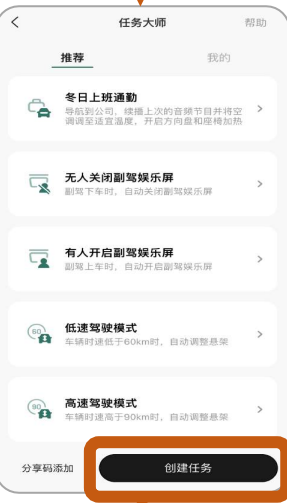 任务大师
帮助
推荐
我的
冬日上班通勤
导航到公司，续播上次的音频节目并将空
调调至适宜温度，开启方向盘和座椅加热
无人关闭副驾娱乐屏
副驾下车时，自动关闭副驾娱乐屏
有人开启副驾娱乐屏
副驾上车时，自动开启副驾娱乐屏
60
低速驾驶模式
车辆时速低于60km时，自动调整悬架
90
高速驾驶模式
车辆时速高于90km时，自动调整悬架
分享码添加
创建任务